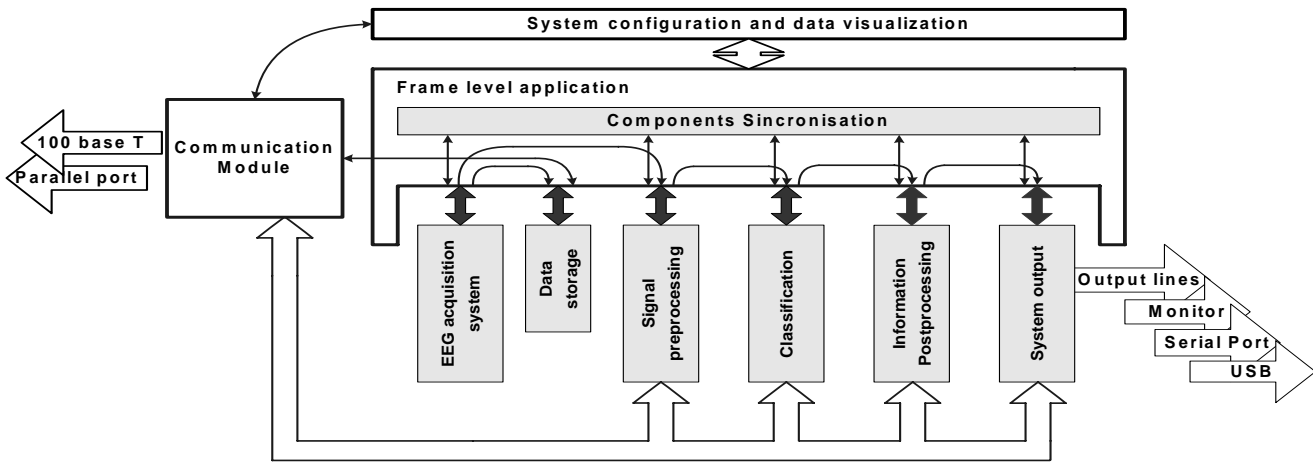 System configuration and data visualization
Frame level application
Components Sincronisation
100 base T
Parallel port
Communication
Module
EEG acquisition
system
Data
storage
Signal
preprocessing
Classification
Information
Postprocessing
System output
Output lines
Monitor
Serial Port
USB